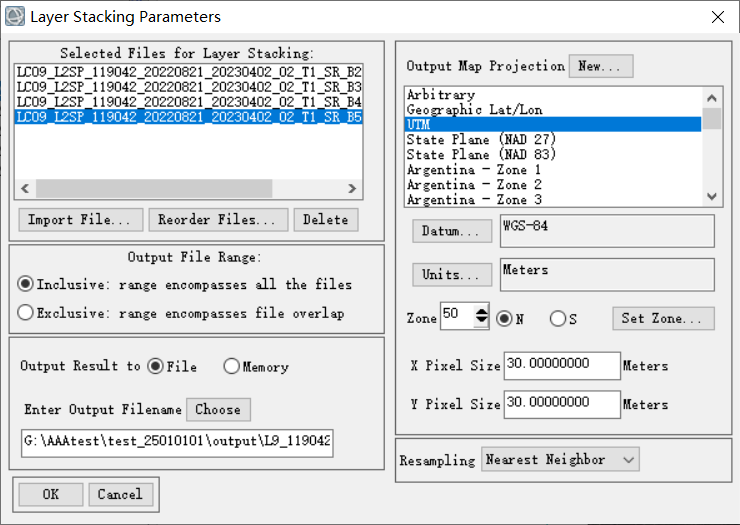 Layer Stacking Parameters
Selected Files for Layer Stacking:
LC09_L2SP_119042_20220821_20230402_02_T1_SR_B2
LC09_L2SP_119042_20220821_20230402_02_T1_SR_B3
LC09_L2SP_119042_20220821_20230402_02_T1_SR_B4
LC09_L2SP_119042_20220821_20230402_02_T1_SR_B5
Import File...
Reorder Files...
Delete
Output File Range:
Inclusive: range encompasses all the files
Exclusive: range encompasses file overlap
Output Result to File Memory
Enter Output Filename Choose
G:\AAAtest\test_25010101\output\L9_119042
OK
Cancel
Output Map Projection New...
Arbitrary
Geographic Lat/Lon
UTM
State Plane (NAD 27)
State Plane (NAD 83)
Argentina - Zone 1
Argentina - Zone 2
Argentina - Zone 3
Datum... WGS-84
Units... Meters
Zone 50 N S Set Zone...
X Pixel Size 30.00000000 Meters
Y Pixel Size 30.00000000 Meters
Resampling Nearest Neighbor